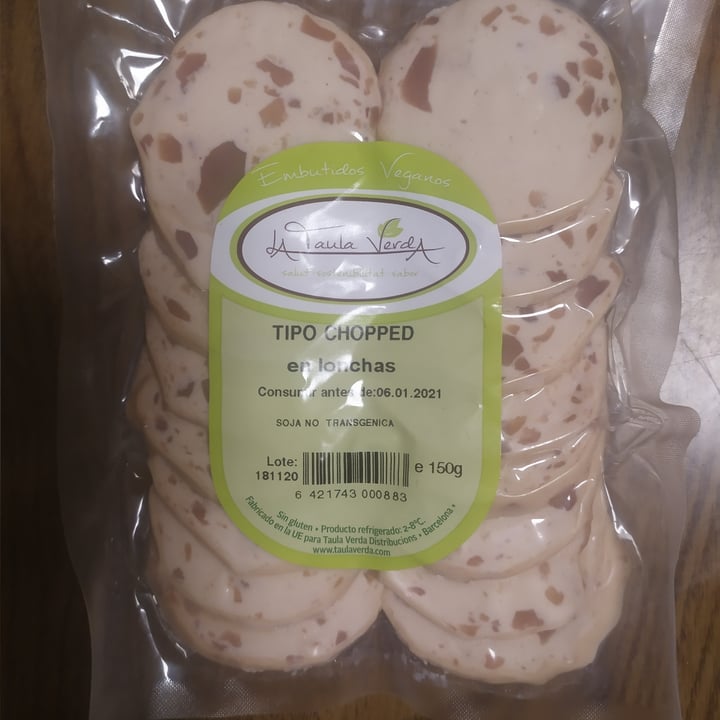 Embutidos Veganos
LA Taula VerdA
salut sostenibilitat sabor
TIPO CHOPPED
en lonchas
Consumir antes de:06.01.2021
SOJA NO TRANSGENICA
Lote:
181120
e 150g
6 421743 000883
Sin gluten • Producto refrigerado: 2-8ºC.
Fabricado en la UE para Taula Verda Distribucions • Barcelona •
www.taulaverda.com